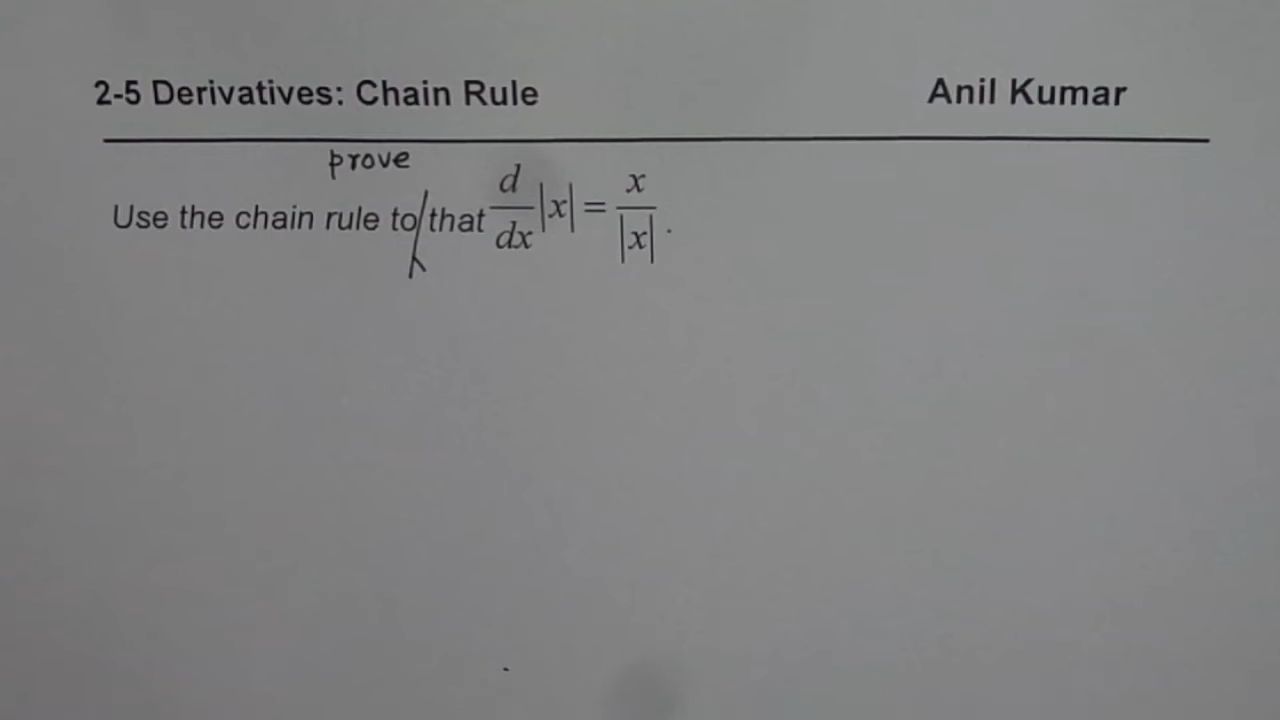 2-5 Derivatives: Chain Rule Anil Kumar
prove
Use the chain rule to that d/dx |x| = x/|x|.